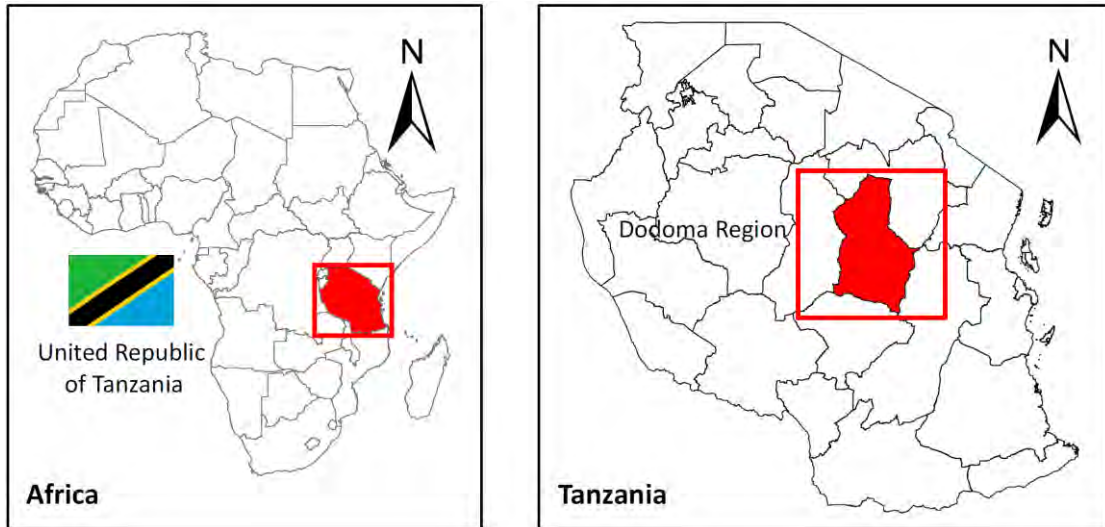 N
United Republic
of Tanzania
Africa
N
Dodoma Region
Tanzania